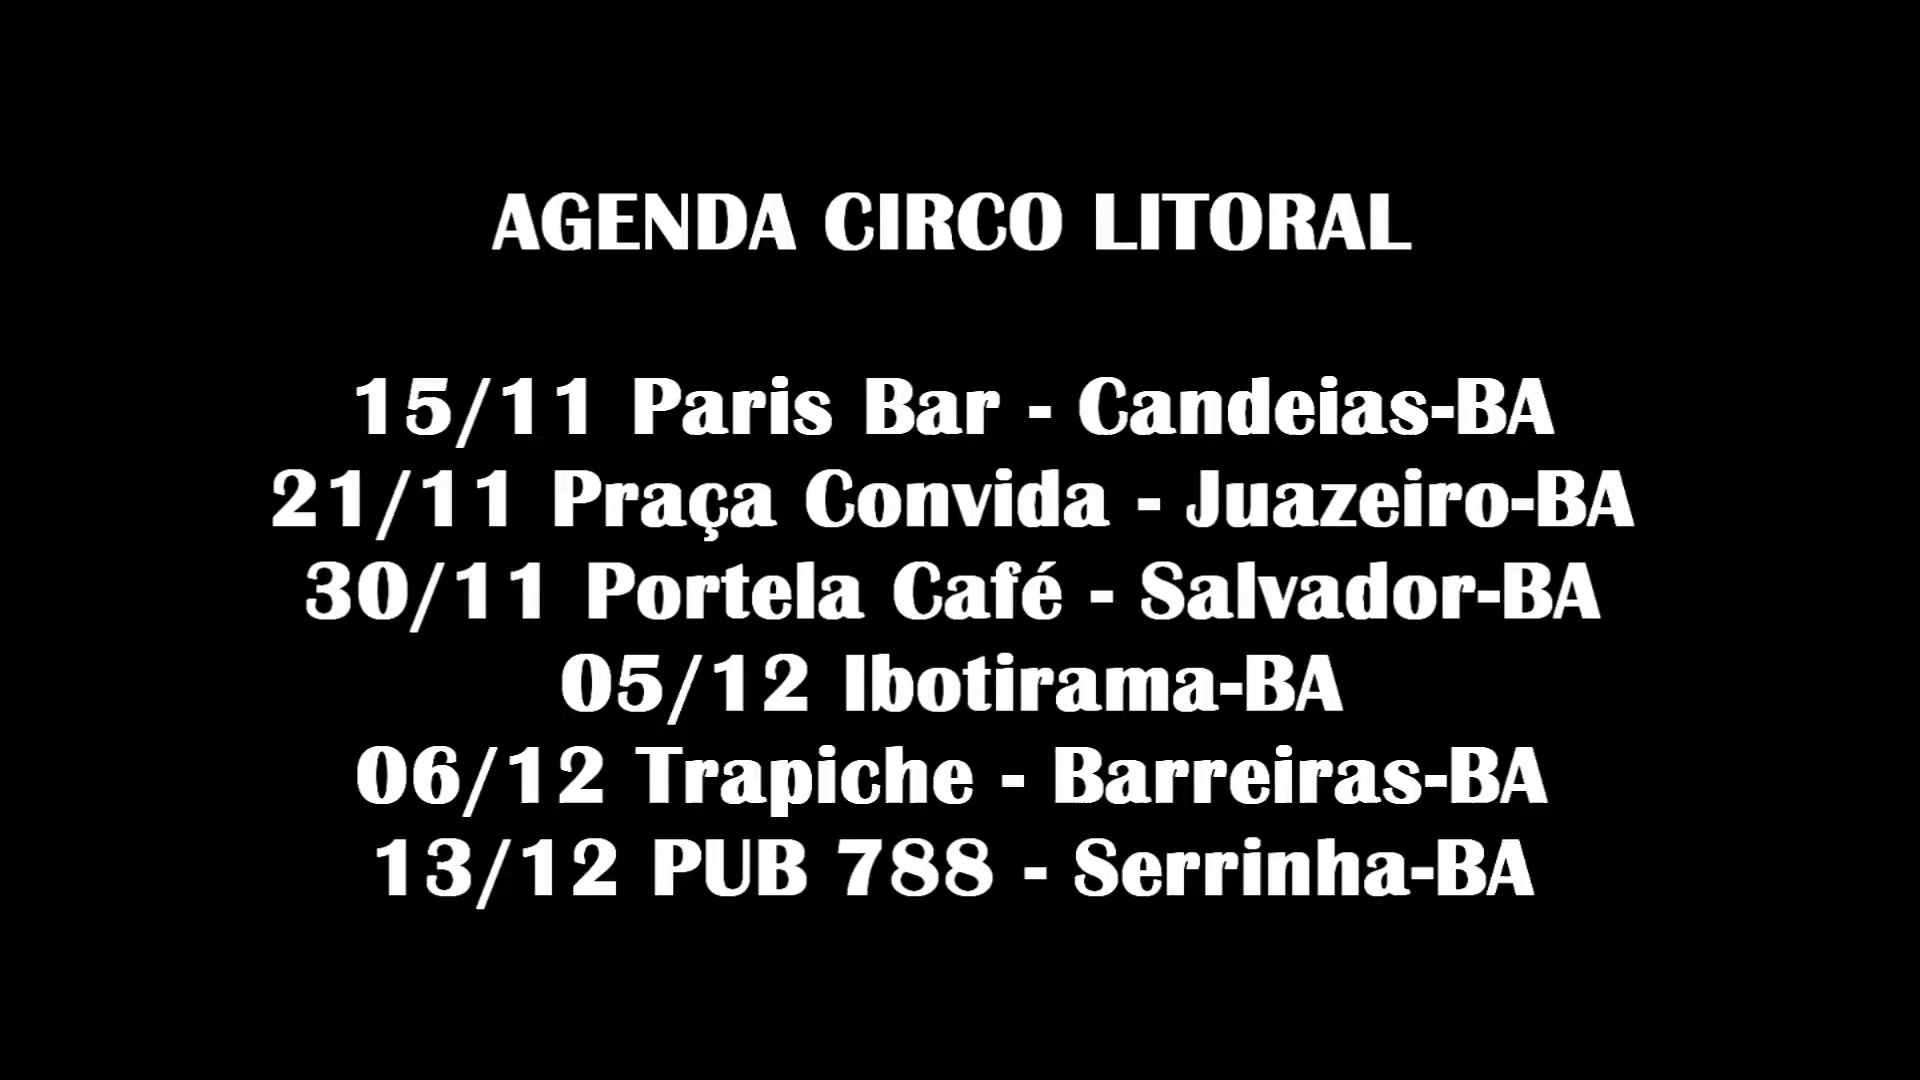 AGENDA CIRCO LITORAL
15/11 Paris Bar - Candeias-BA
21/11 Praça Convida - Juazeiro-BA
30/11 Portela Café - Salvador-BA
05/12 Ibotirama-BA
06/12 Trapiche - Barreiras-BA
13/12 PUB 788 - Serrinha-BA